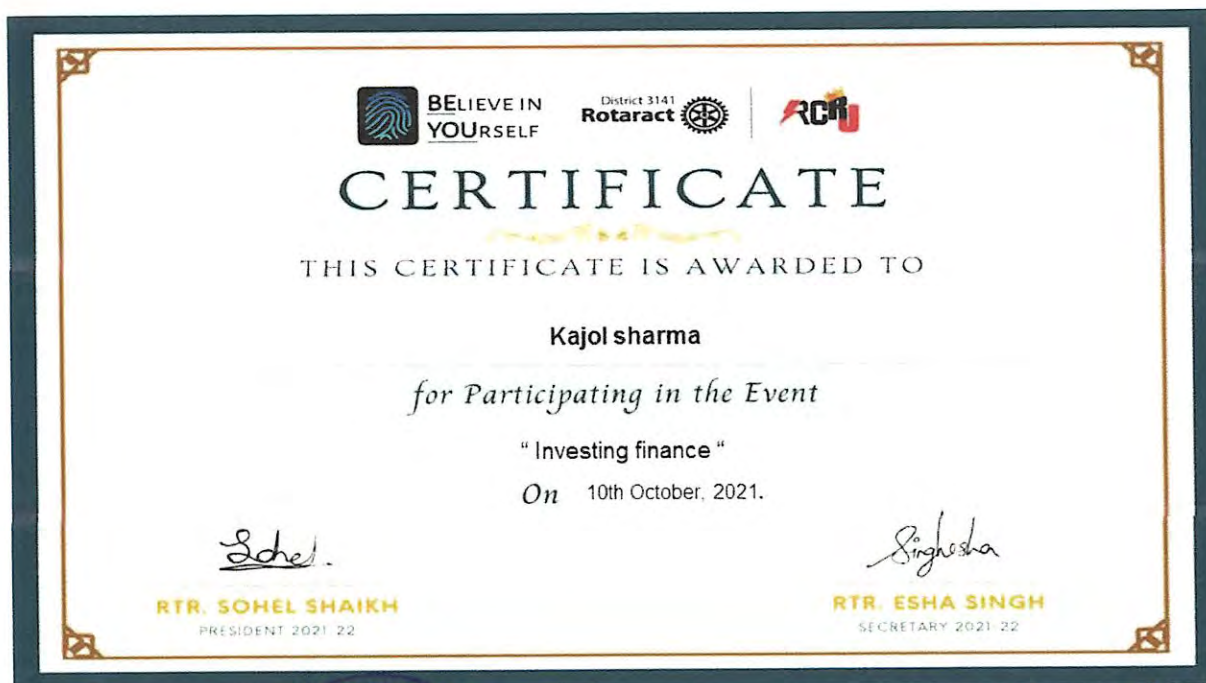 BELIEVE IN
YOURSELF
District 3141
Rotaract
RCRU
CERTIFICATE
THIS CERTIFICATE IS AWARDED TO
Kajol sharma
for Participating in the Event
“ Investing finance “
On 10th October, 2021.
Sohel.
Singhesha
RTR. SOHEL SHAIKH
PRESIDENT 2021-22
RTR. ESHA SINGH
SECRETARY 2021-22